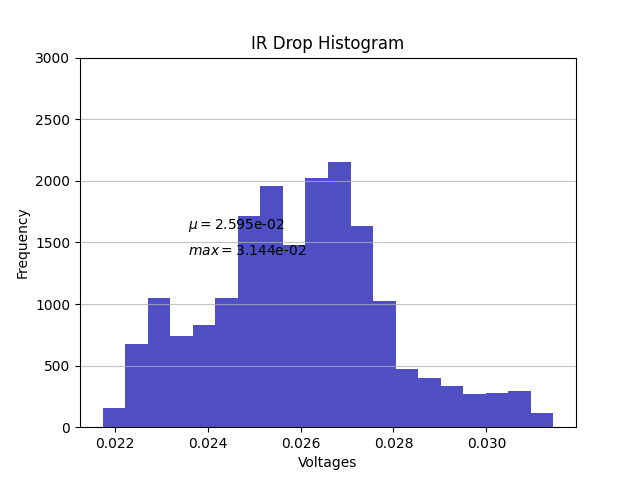 IR Drop Histogram
3000
2500
2000
1500
1000
500
0
Frequency
μ = 2.595e-02
max = 3.144e-02
0.022 0.024 0.026 0.028 0.030
Voltages